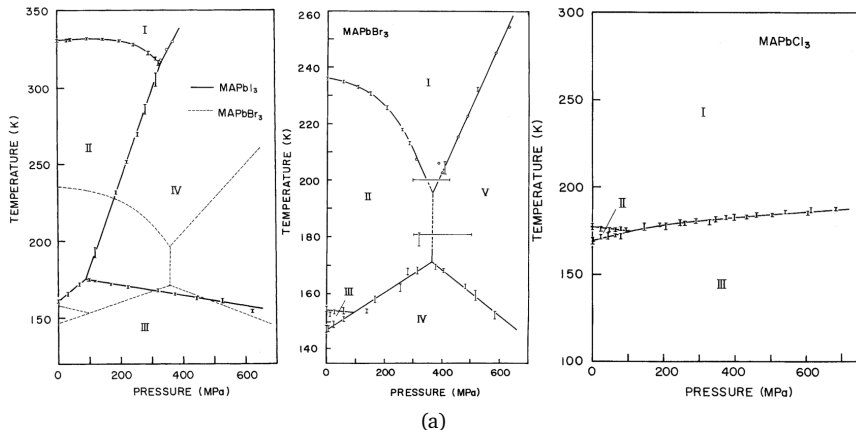 TEMPERATURE (K)
350
300
250
200
150
I
II
III
IV
MAPbI3
MAPbBr3
0
200
400
600
PRESSURE (MPa)
MAPbBr3
TEMPERATURE (K)
260
240
220
200
180
160
140
I
II
V
III
IV
0
200
400
600
PRESSURE (MPa)
MAPbCl3
TEMPERATURE (K)
300
250
200
150
100
I
II
III
0
200
400
600
PRESSURE (MPa)
(a)